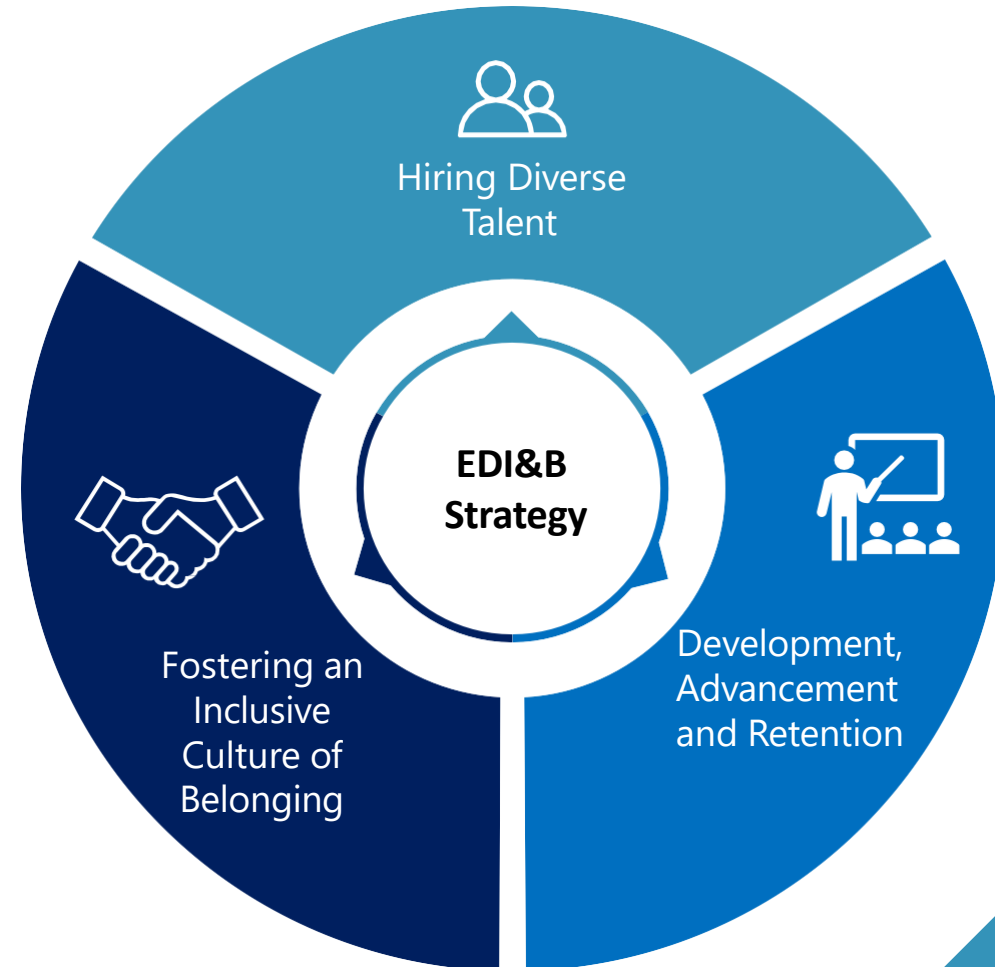 Hiring Diverse
Talent
EDI&B
Strategy
Development,
Advancement
and Retention
Fostering an
Inclusive
Culture of
Belonging